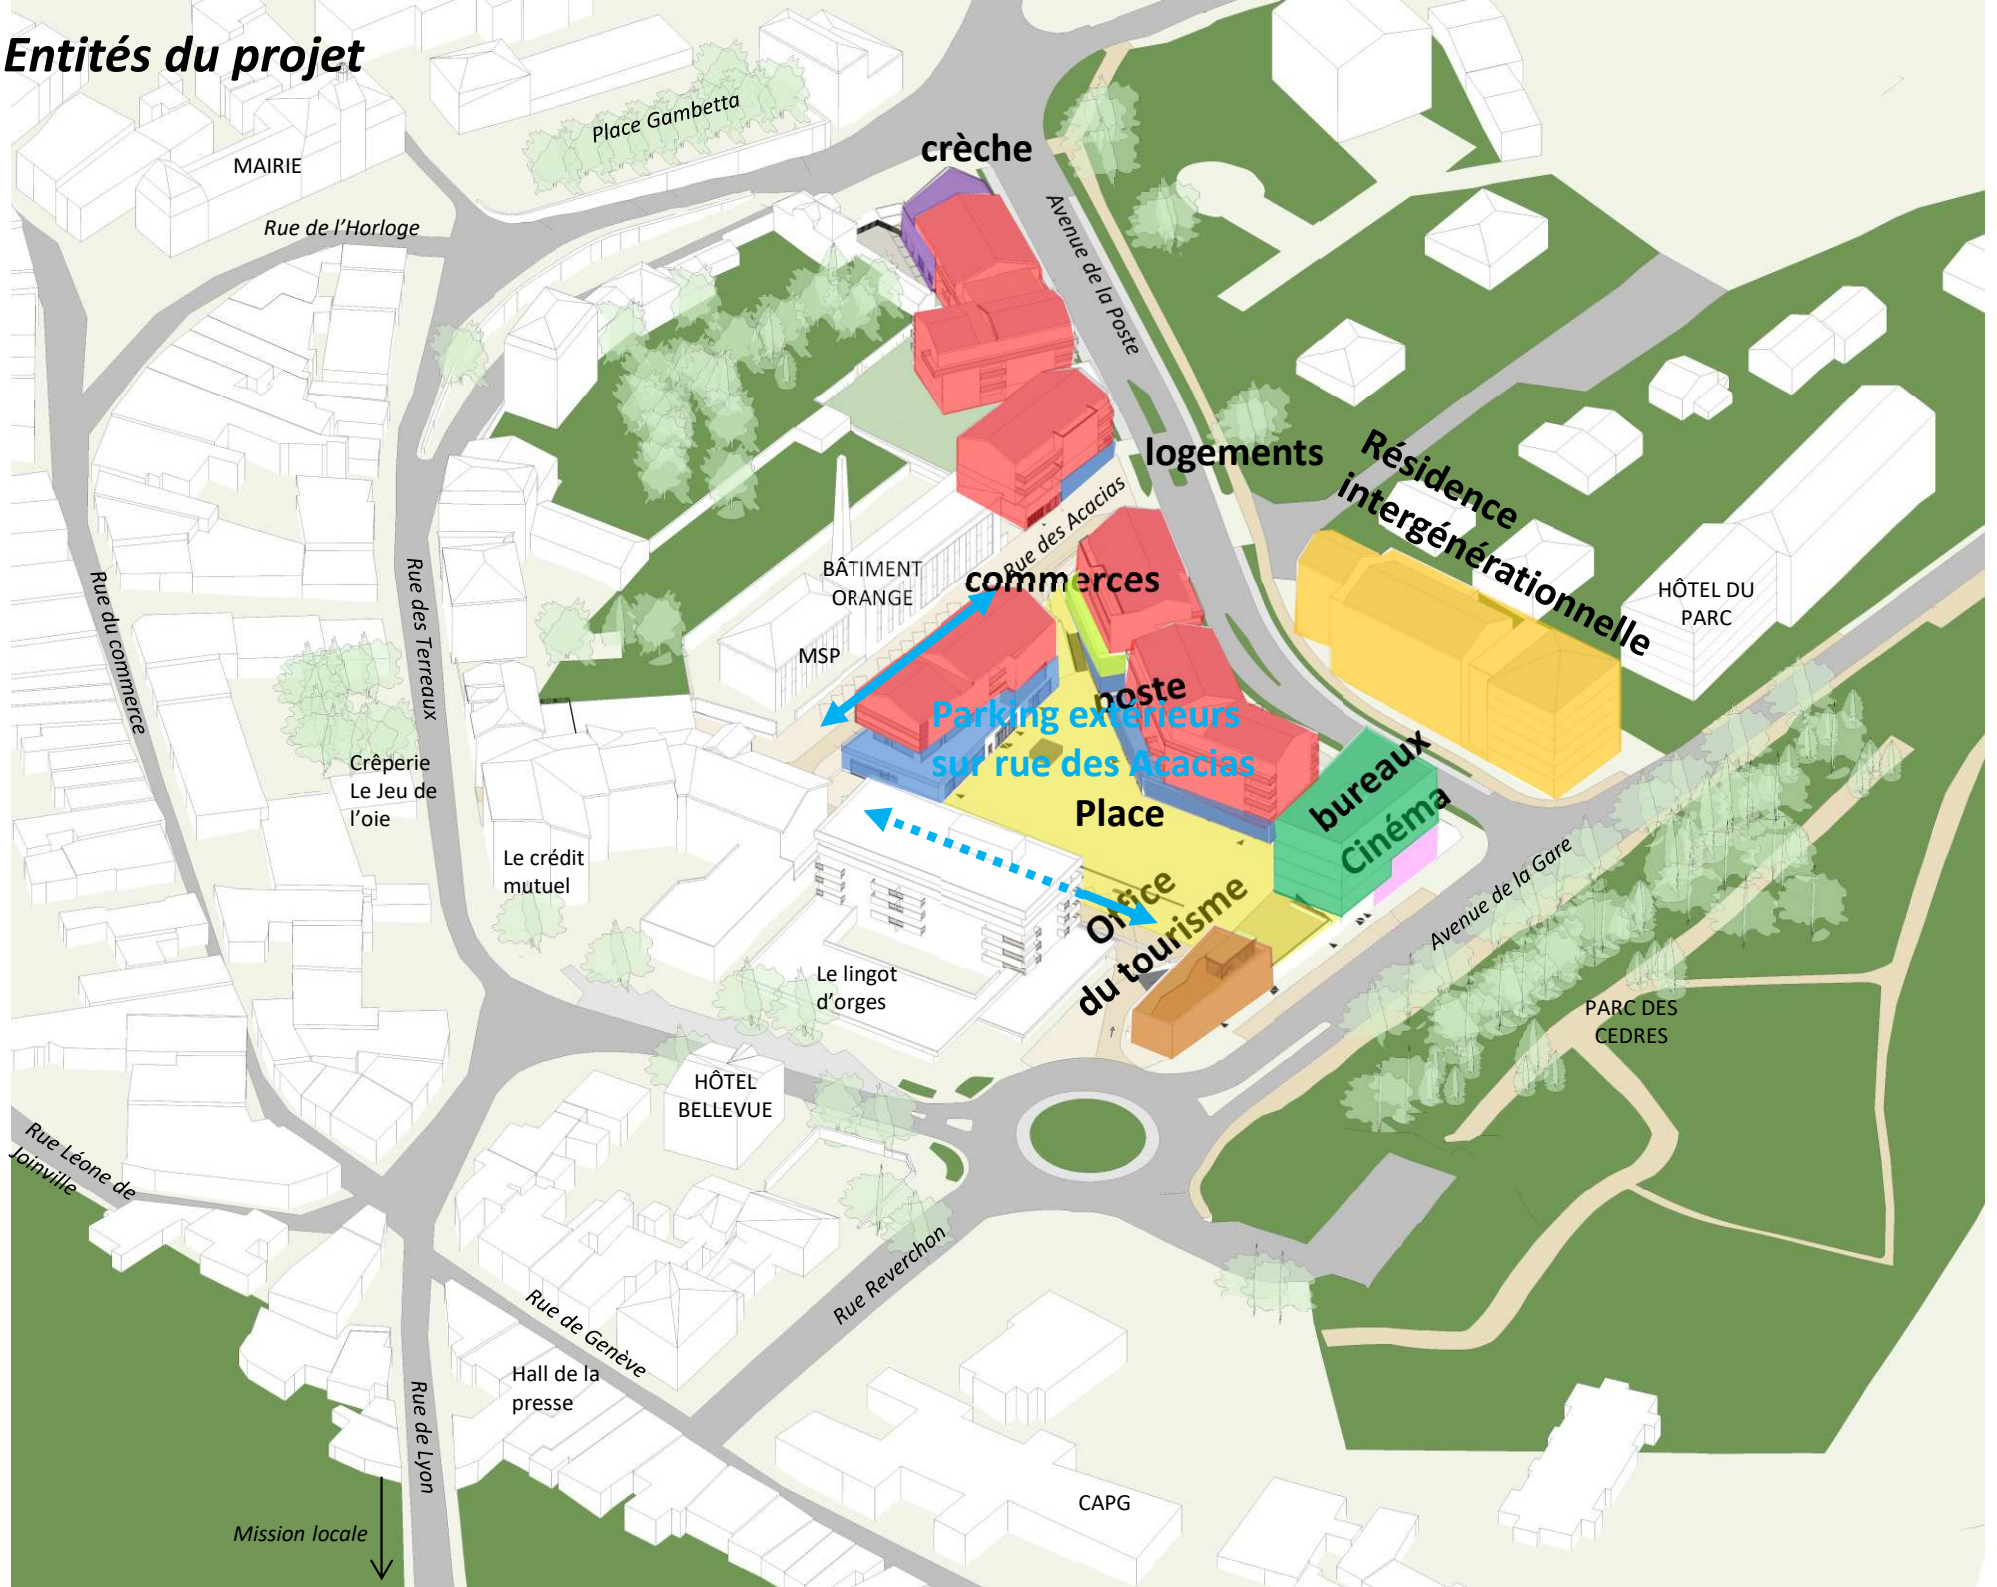 Entités du projet
Place Gambetta
MAIRIE
crèche
Rue de l’Horloge
Avenue de la Poste
logements
Résidence
intergénérationnelle
Rue des Acacias
BÂTIMENT
ORANGE
commerces
HÔTEL DU
PARC
Rue du commerce
Rue des Terreaux
MSP
poste
Parking extérieurs
sur rue des Acacias
Crêperie
Le Jeu de
l’oie
Place
bureaux
Cinéma
Le crédit
mutuel
Office
du tourisme
Avenue de la Gare
Le lingot
d’orges
PARC DES
CEDRES
HÔTEL
BELLEVUE
Rue Léone de
Joinville
Rue Reverchon
Rue de Genève
Hall de la
presse
Rue de Lyon
CAPG
Mission locale